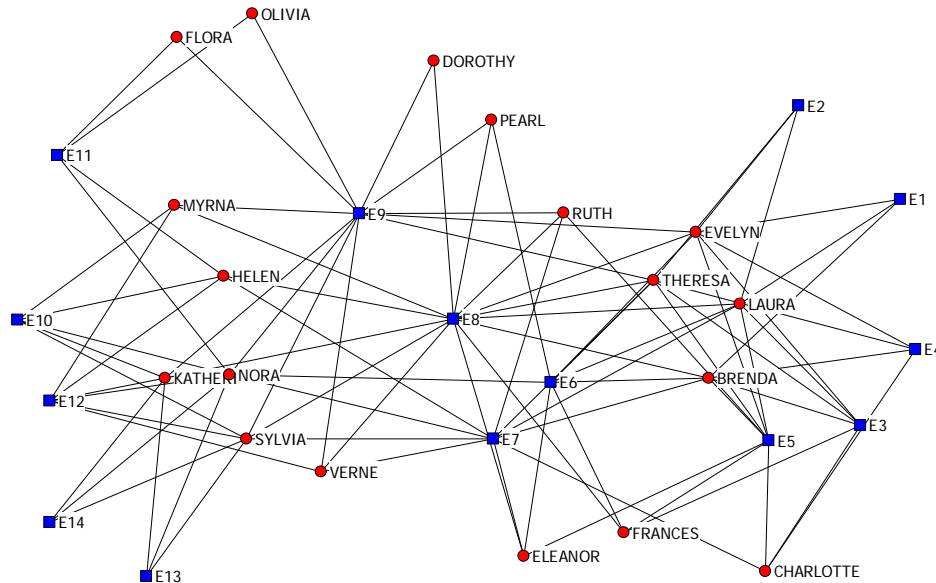 OLIVIA
FLORA
DOROTHY
E2
PEARL
E11
E1
MYRNA
E9
RUTH
EVELYN
HELEN
THERESA
LAURA
E10
E8
E4
KATHERI
NORA
E6
BRENDA
E12
E3
SYLVIA
E7
E5
VERNE
E14
FRANCES
ELEANOR
CHARLOTTE
E13